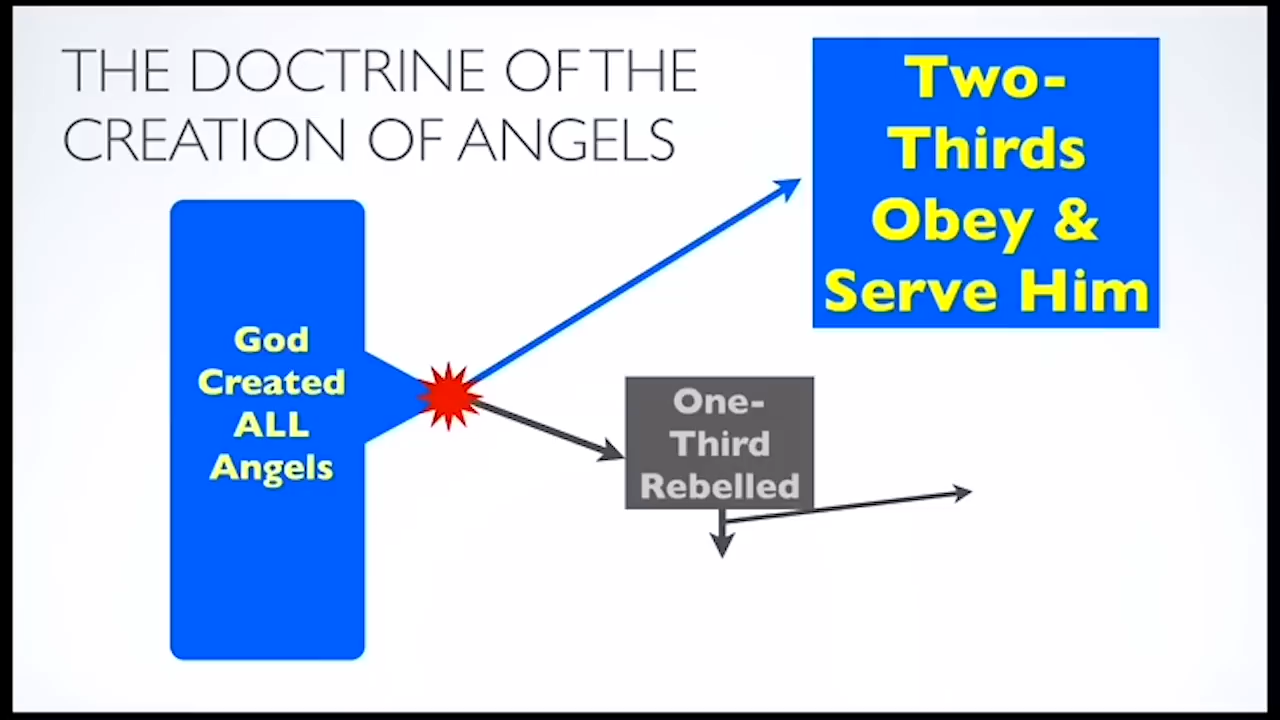 THE DOCTRINE OF THE
CREATION OF ANGELS
Two-
Thirds
Obey &
Serve Him
God
Created
ALL
Angels
One-
Third
Rebelled